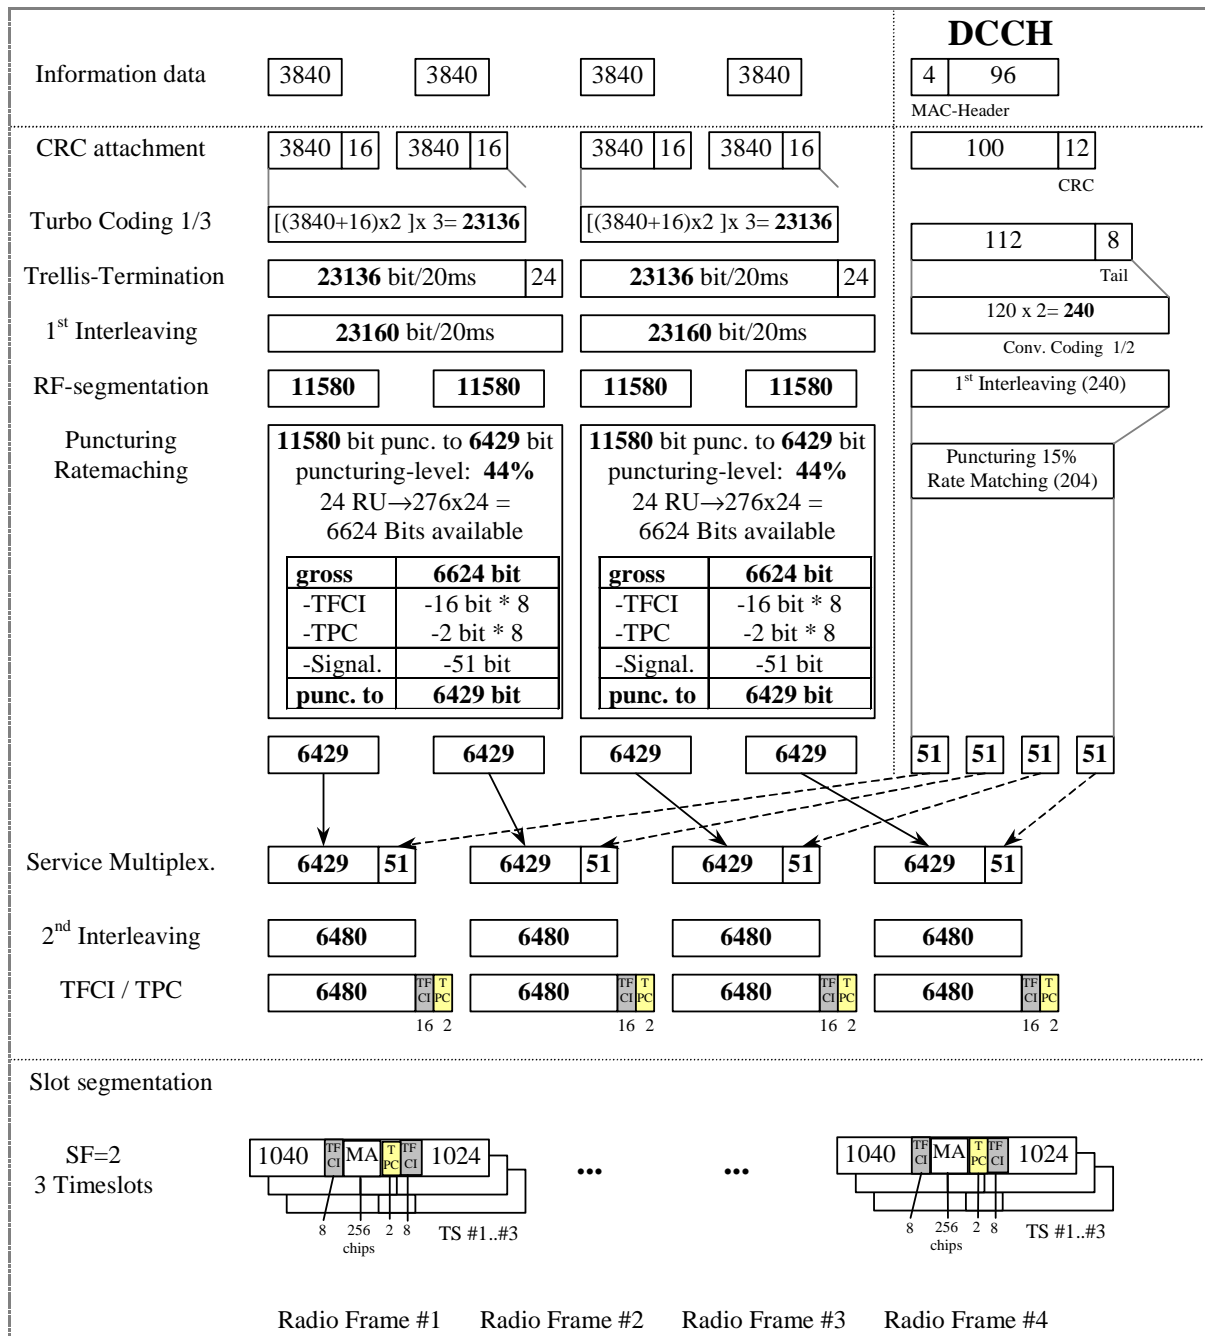 DCCH
Information data 3840 3840 3840 3840 4 96
MAC-Header
CRC attachment 3840 16 3840 16 3840 16 3840 16 100 12
CRC
Turbo Coding 1/3 [(3840+16)x2 ]x 3= 23136 [(3840+16)x2 ]x 3= 23136
112 8
Trellis-Termination 23136 bit/20ms 24 23136 bit/20ms 24
Tail
120 x 2= 240
1st Interleaving 23160 bit/20ms 23160 bit/20ms
Conv. Coding 1/2
RF-segmentation 11580 11580 11580 11580 1st Interleaving (240)
Puncturing 11580 bit punc. to 6429 bit 11580 bit punc. to 6429 bit
Ratemaching puncturing-level: 44% puncturing-level: 44% Puncturing 15%
Rate Matching (204)
24 RU→276x24 = 24 RU→276x24 =
6624 Bits available 6624 Bits available
gross 6624 bit gross 6624 bit
-TFCI -16 bit * 8 -TFCI -16 bit * 8
-TPC -2 bit * 8 -TPC -2 bit * 8
-Signal. -51 bit -Signal. -51 bit
punc. to 6429 bit punc. to 6429 bit
6429 6429 6429 6429 51 51 51 51
Service Multiplex. 6429 51 6429 51 6429 51 6429 51
2nd Interleaving 6480 6480 6480 6480
TFCI / TPC 6480 TF CI T PC 6480 TF CI T PC 6480 TF CI T PC 6480 TF CI T PC
16 2 16 2 16 2 16 2
Slot segmentation
SF=2 1040 TF CI MA T PC TF CI 1024 ... ... 1040 TF CI MA T PC TF CI 1024
3 Timeslots
8 256 2 8 TS #1..#3 8 256 2 8 TS #1..#3
chips chips
Radio Frame #1 Radio Frame #2 Radio Frame #3 Radio Frame #4